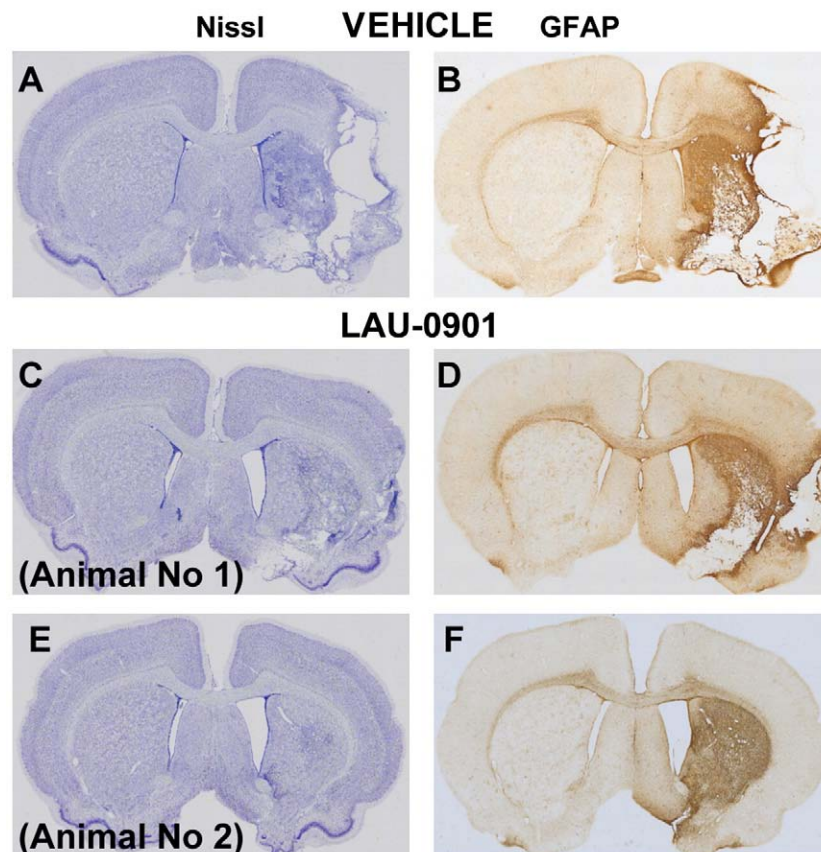 Nissl VEHICLE GFAP
A B
LAU-0901
C D
(Animal No 1)
E F
(Animal No 2)